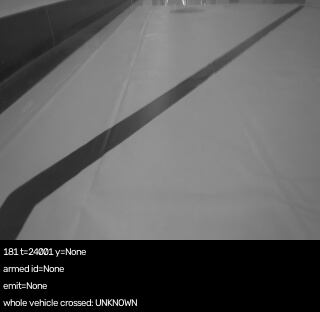 181 t=24001 y=None
armed id=None
emit=None
whole vehicle crossed: UNKNOWN